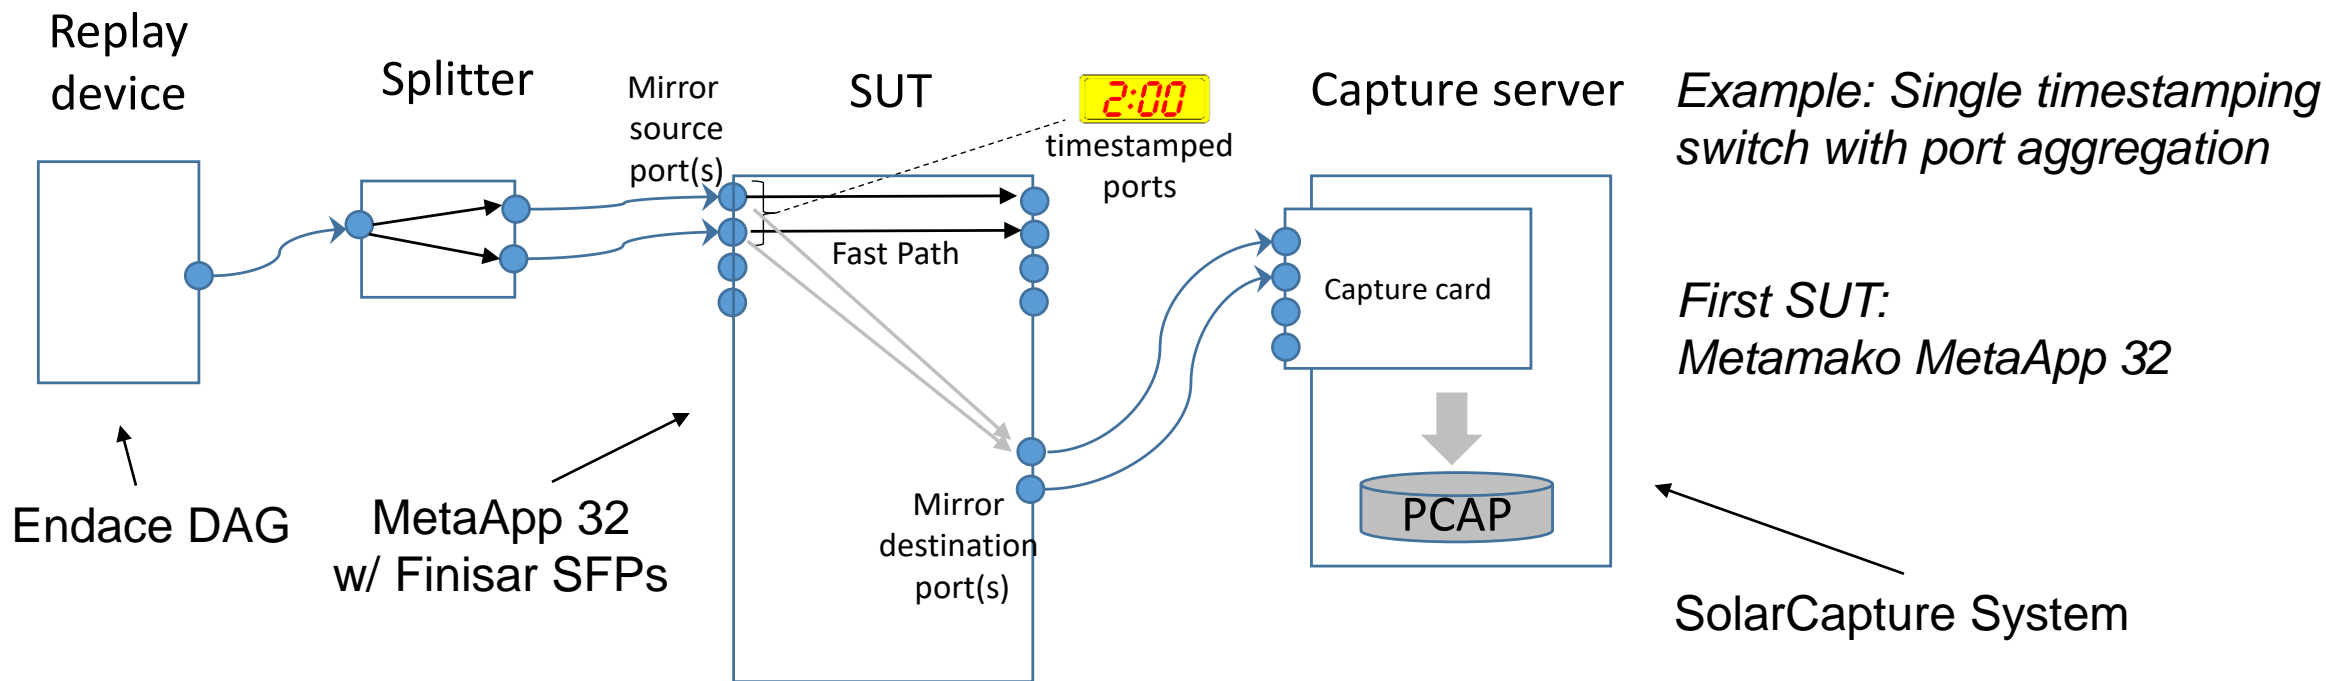 Replay
device
Splitter
Mirror
source
port(s)
SUT
2:00
timestamped
ports
Capture server
Example: Single timestamping
switch with port aggregation
Fast Path
Capture card
First SUT:
Metamako MetaApp 32
Endace DAG
MetaApp 32
w/ Finisar SFPs
Mirror
destination
port(s)
PCAP
SolarCapture System